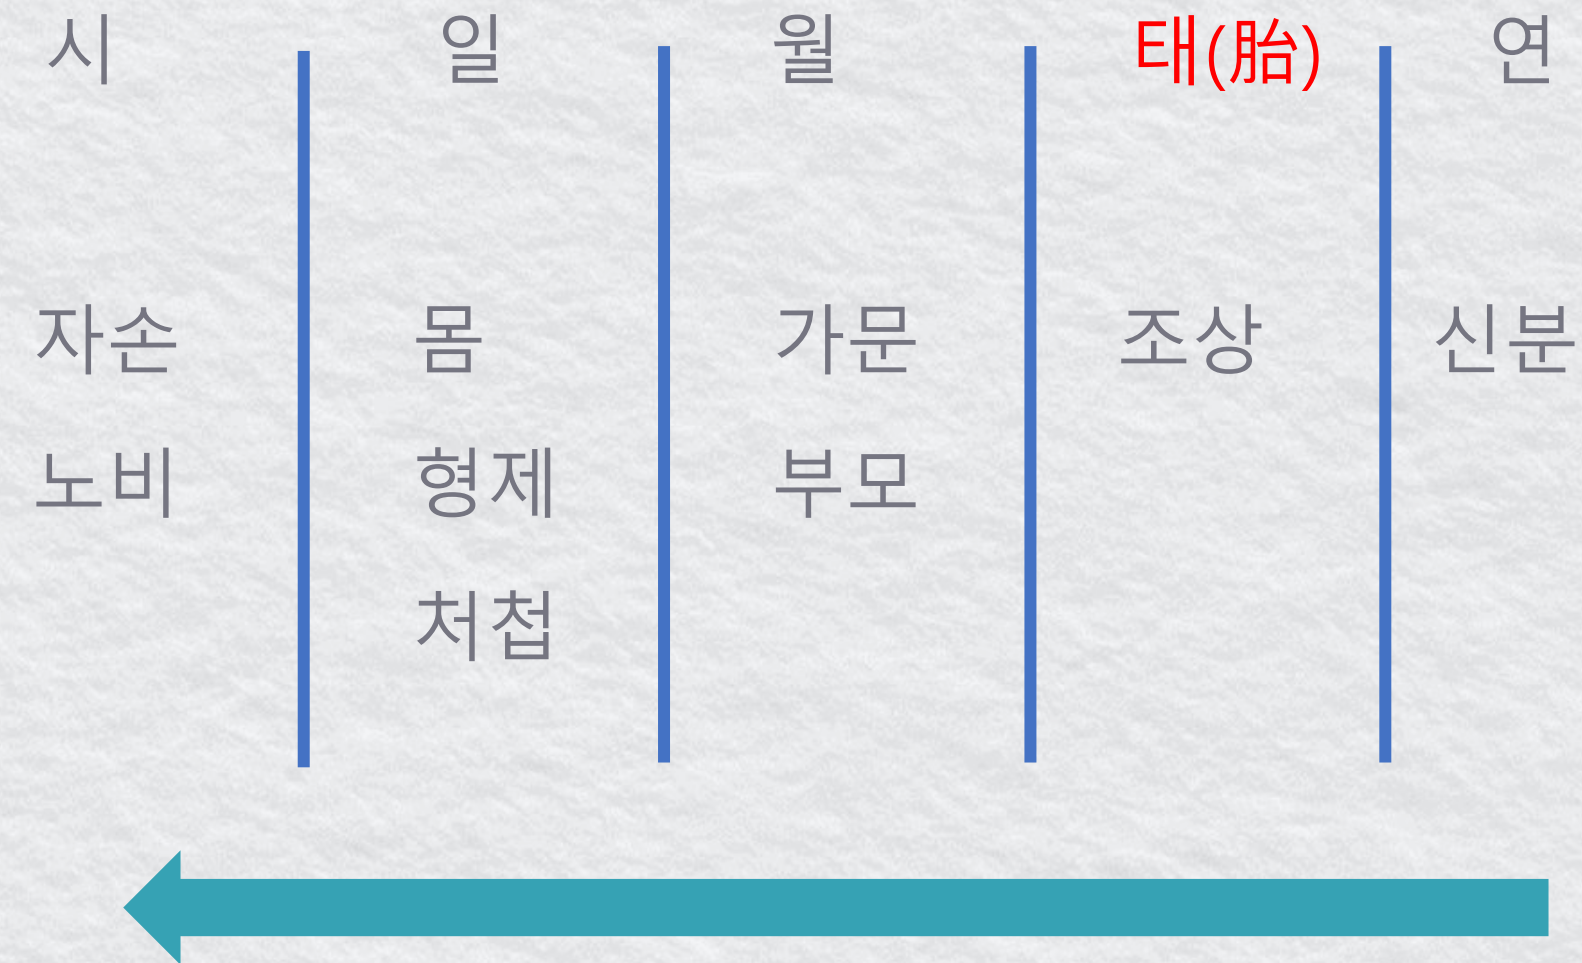 시 일 월 태(胎) 연
자손 몸 가문 조상 신분
노비 형제 부모
처첩